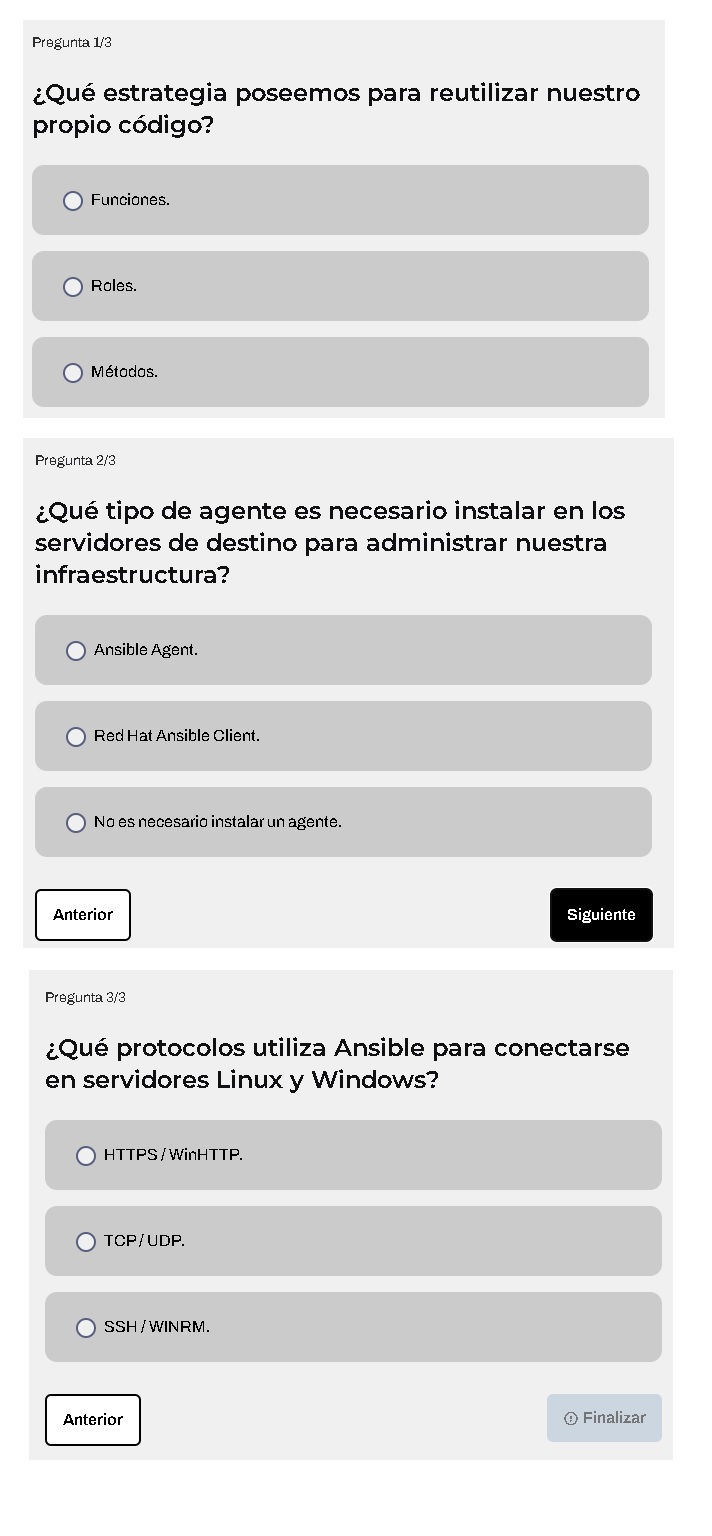 Pregunta 1/3
¿Qué estrategia poseemos para reutilizar nuestro
propio código?
Funciones.
Roles.
Métodos.
Pregunta 2/3
¿Qué tipo de agente es necesario instalar en los
servidores de destino para administrar nuestra
infraestructura?
Ansible Agent.
Red Hat Ansible Client.
No es necesario instalar un agente.
Anterior
Siguiente
Pregunta 3/3
¿Qué protocolos utiliza Ansible para conectarse
en servidores Linux y Windows?
HTTPS / WinHTTP.
TCP / UDP.
SSH / WINRM.
Anterior
Finalizar